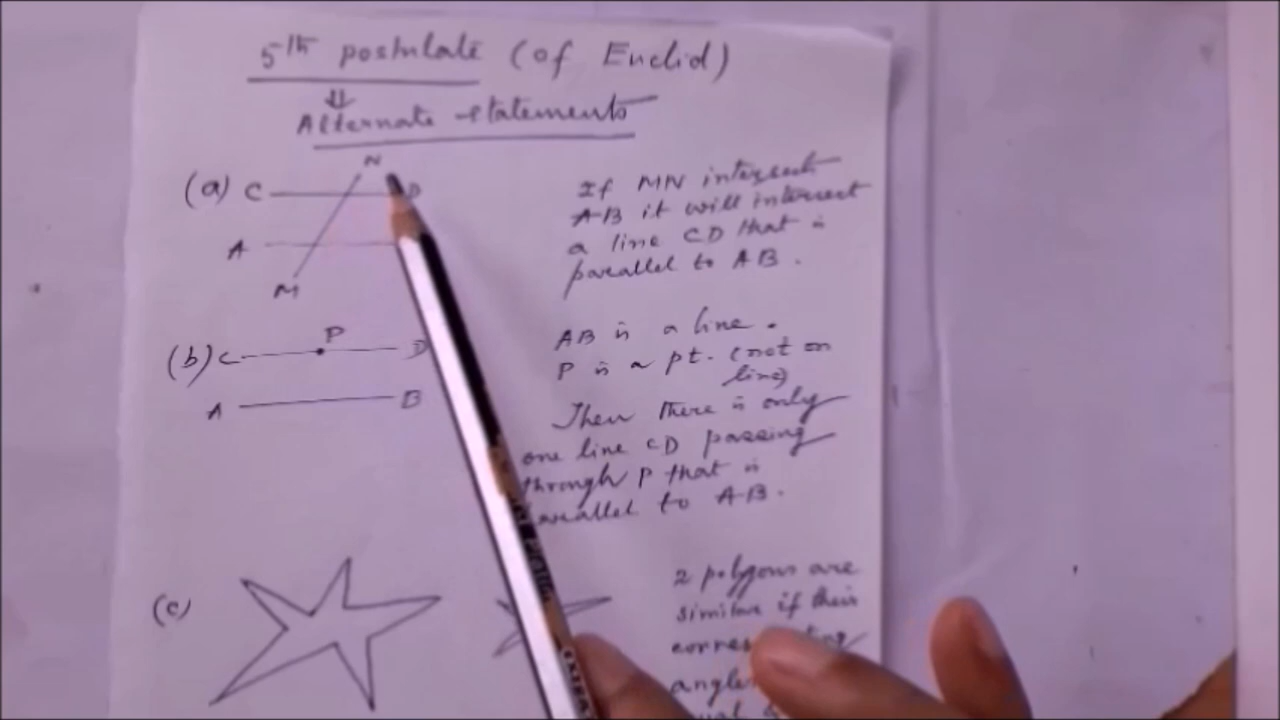 5th postulate (of Euclid)
⇓
Alternate statements
(a) C D N
A
M
If MN intersect
AB it will intersect
a line CD that is
parallel to AB.
(b) C P D
A B
AB is a line.
P is a pt. (not on
line)
Then there is only
one line CD passing
through P that is
parallel to AB.
(c)
2 polygons are
similar if their